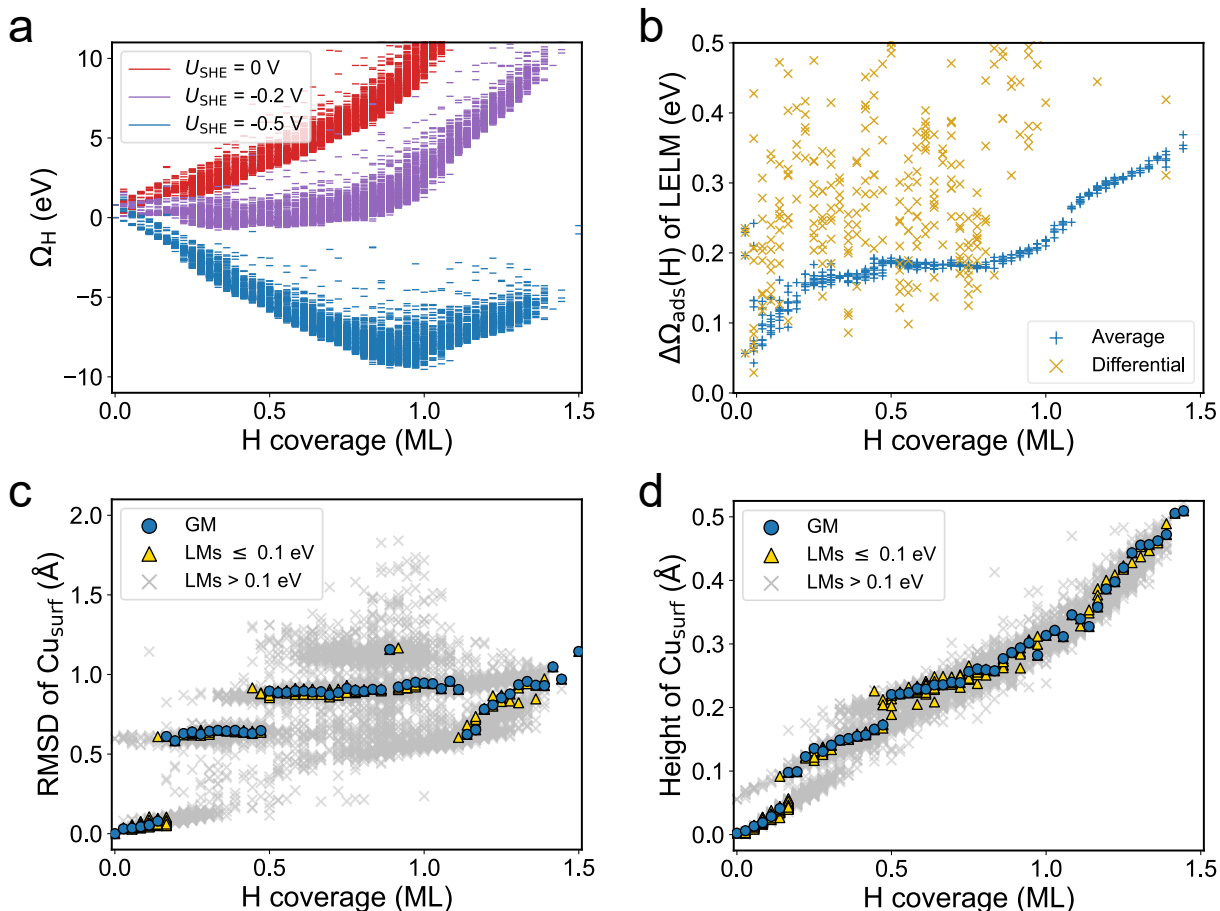 a
10
5
0
−5
−10
Ω_H (eV)
U_SHE = 0 V
U_SHE = -0.2 V
U_SHE = -0.5 V
0.0 0.5 1.0 1.5
H coverage (ML)
b
0.5
0.4
0.3
0.2
0.1
0.0
ΔΩ_ads(H) of LELM (eV)
Average
Differential
0.0 0.5 1.0 1.5
H coverage (ML)
c
2.0
1.5
1.0
0.5
0.0
RMSD of Cu_surf (Å)
GM
LMs ≤ 0.1 eV
LMs > 0.1 eV
0.0 0.5 1.0 1.5
H coverage (ML)
d
0.5
0.4
0.3
0.2
0.1
0.0
Height of Cu_surf (Å)
GM
LMs ≤ 0.1 eV
LMs > 0.1 eV
0.0 0.5 1.0 1.5
H coverage (ML)